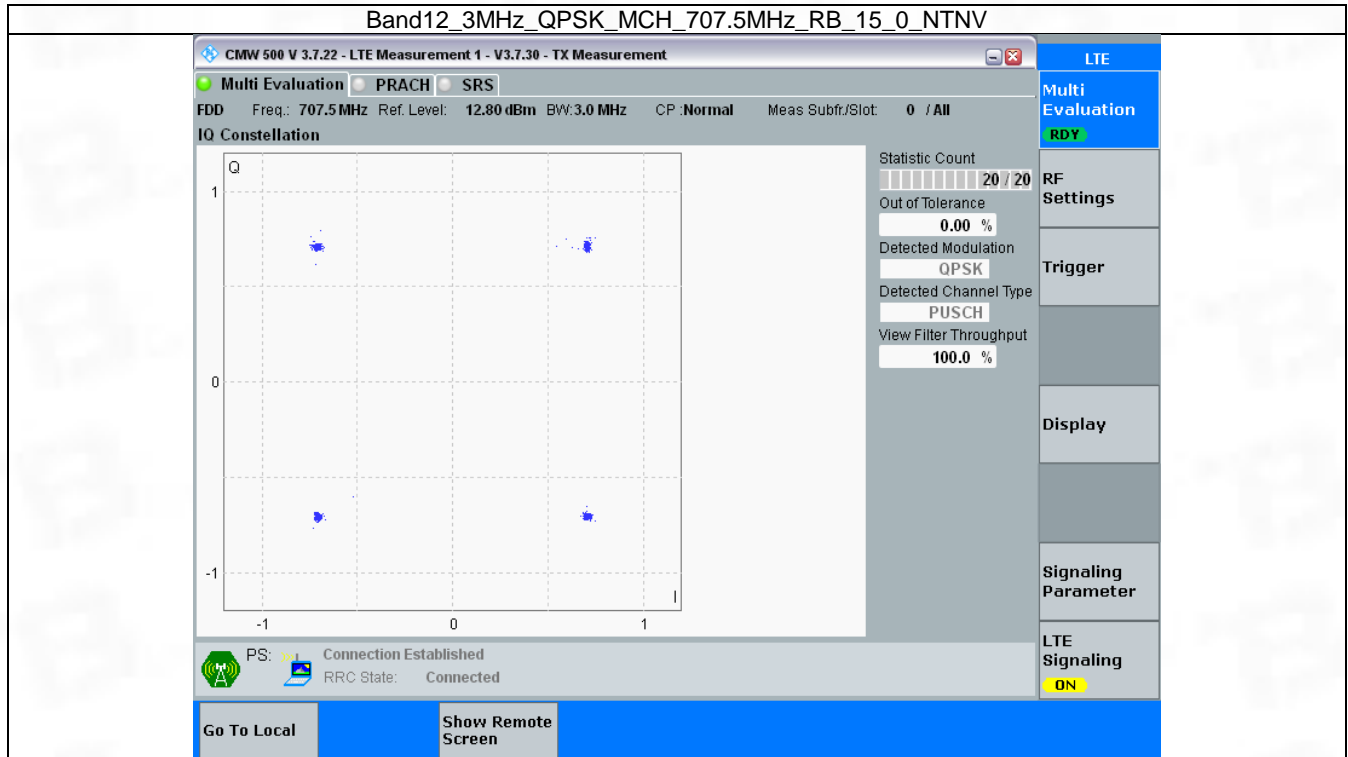 Band12_3MHz_QPSK_MCH_707.5MHz_RB_15_0_NTNV
CMW 500 V 3.7.22 - LTE Measurement 1 - V3.7.30 - TX Measurement
Multi Evaluation PRACH SRS
FDD Freq.: 707.5 MHz Ref. Level: 12.80 dBm BW: 3.0 MHz CP :Normal Meas Subfr./Slot: 0 / All
IQ Constellation
Q
1
0
-1
I
-1 0 1
Statistic Count
20 / 20
Out of Tolerance
0.00 %
Detected Modulation
QPSK
Detected Channel Type
PUSCH
View Filter Throughput
100.0 %
PS: Connection Established
RRC State: Connected
LTE
Multi
Evaluation
RDY
RF
Settings
Trigger
Display
Signaling
Parameter
LTE
Signaling
ON
Go To Local
Show Remote
Screen